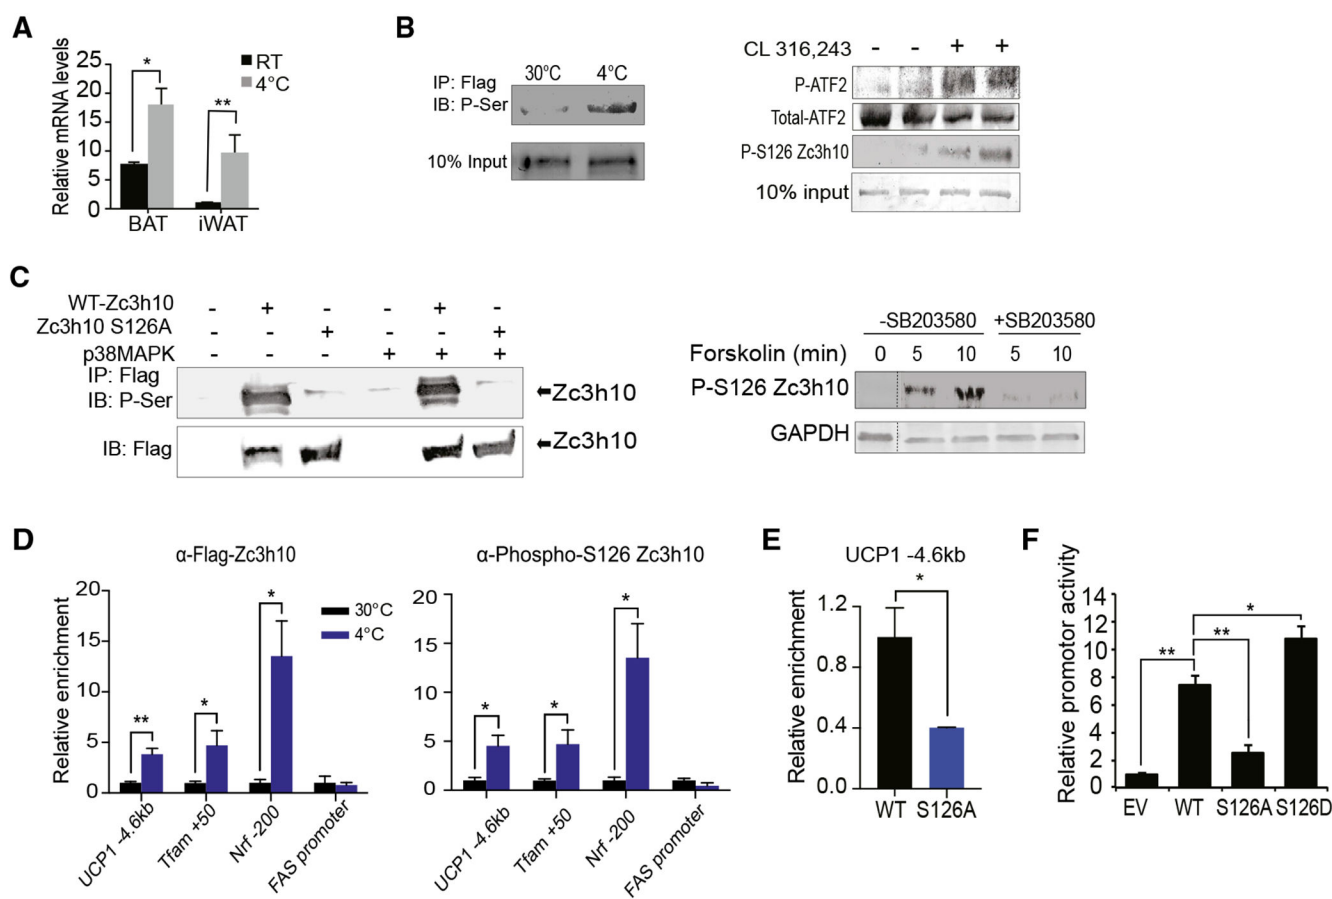 A
Relative mRNA levels
25
20
15
10
5
0
RT
4°C
*
**
BAT iWAT
B
30°C 4°C
IP: Flag
IB: P-Ser
10% Input
CL 316,243 - - + +
P-ATF2
Total-ATF2
P-S126 Zc3h10
10% input
C
WT-Zc3h10 - + - - + -
Zc3h10 S126A - - + - - +
p38MAPK - - - + + +
IP: Flag
IB: P-Ser
Zc3h10
IB: Flag
Zc3h10
-SB203580 +SB203580
Forskolin (min) 0 5 10 5 10
P-S126 Zc3h10
GAPDH
D
α-Flag-Zc3h10
Relative enrichment
20
15
10
5
0
30°C
4°C
**
*
*
UCP1 -4.6kb
Tfam +50
Nrf -200
FAS promoter
α-Phospho-S126 Zc3h10
20
15
10
5
0
*
*
*
UCP1 -4.6kb
Tfam +50
Nrf -200
FAS promoter
E
UCP1 -4.6kb
Relative enrichment
1.2
0.8
0.4
0.0
*
WT S126A
F
Relative promotor activity
14
12
10
8
6
4
2
0
**
**
*
EV WT S126A S126D